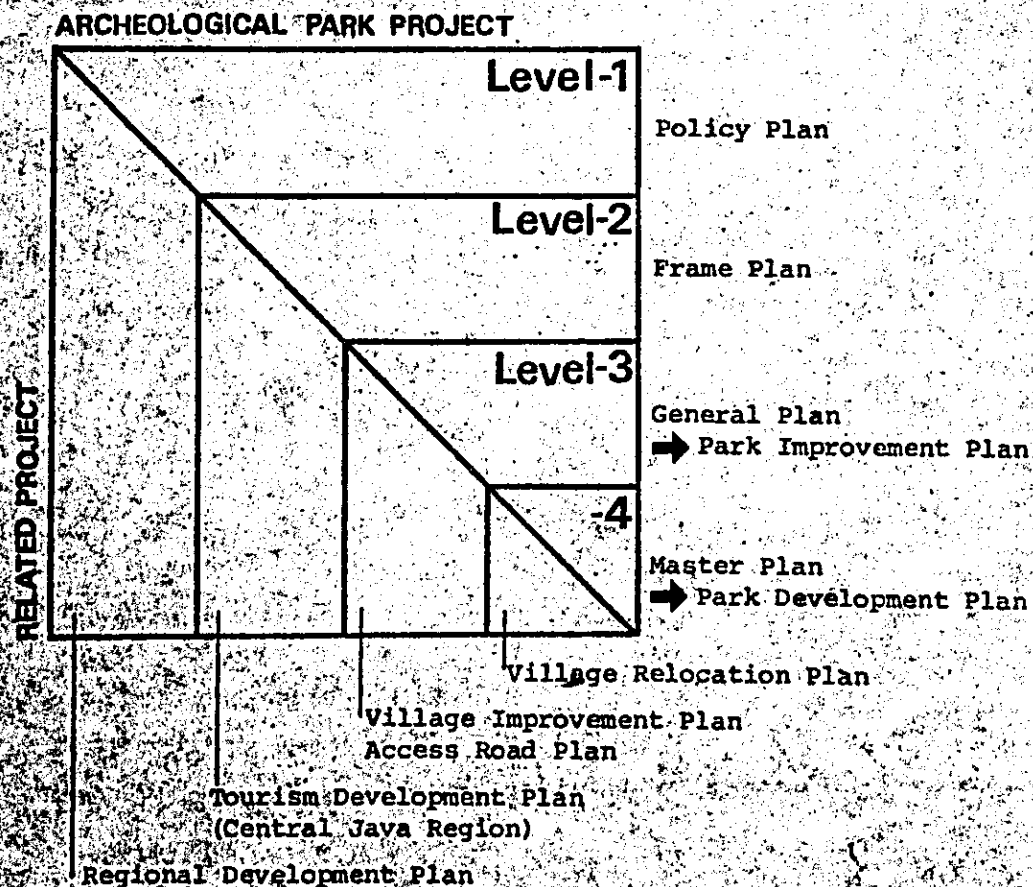 ARCHEOLOGICAL PARK PROJECT
Level-1
Policy Plan
Level-2
Frame Plan
Level-3
General Plan
➡ Park Improvement Plan
RELATED PROJECT
-4
Master Plan
➡ Park Development Plan
Village Relocation Plan
Village Improvement Plan
Access Road Plan
Tourism Development Plan
(Central Java Region)
Regional Development Plan